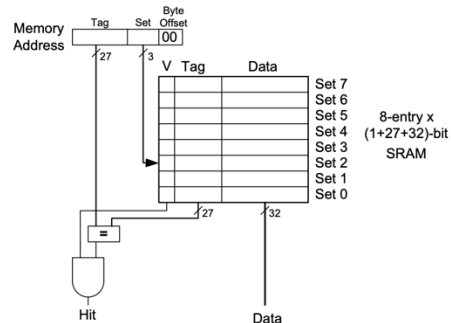 Memory
Address
Tag
Set
Byte
Offset
00
27
3
V Tag Data
Set 7
Set 6
Set 5
Set 4
Set 3
Set 2
Set 1
Set 0
8-entry x
(1+27+32)-bit
SRAM
27
32
=
Hit
Data